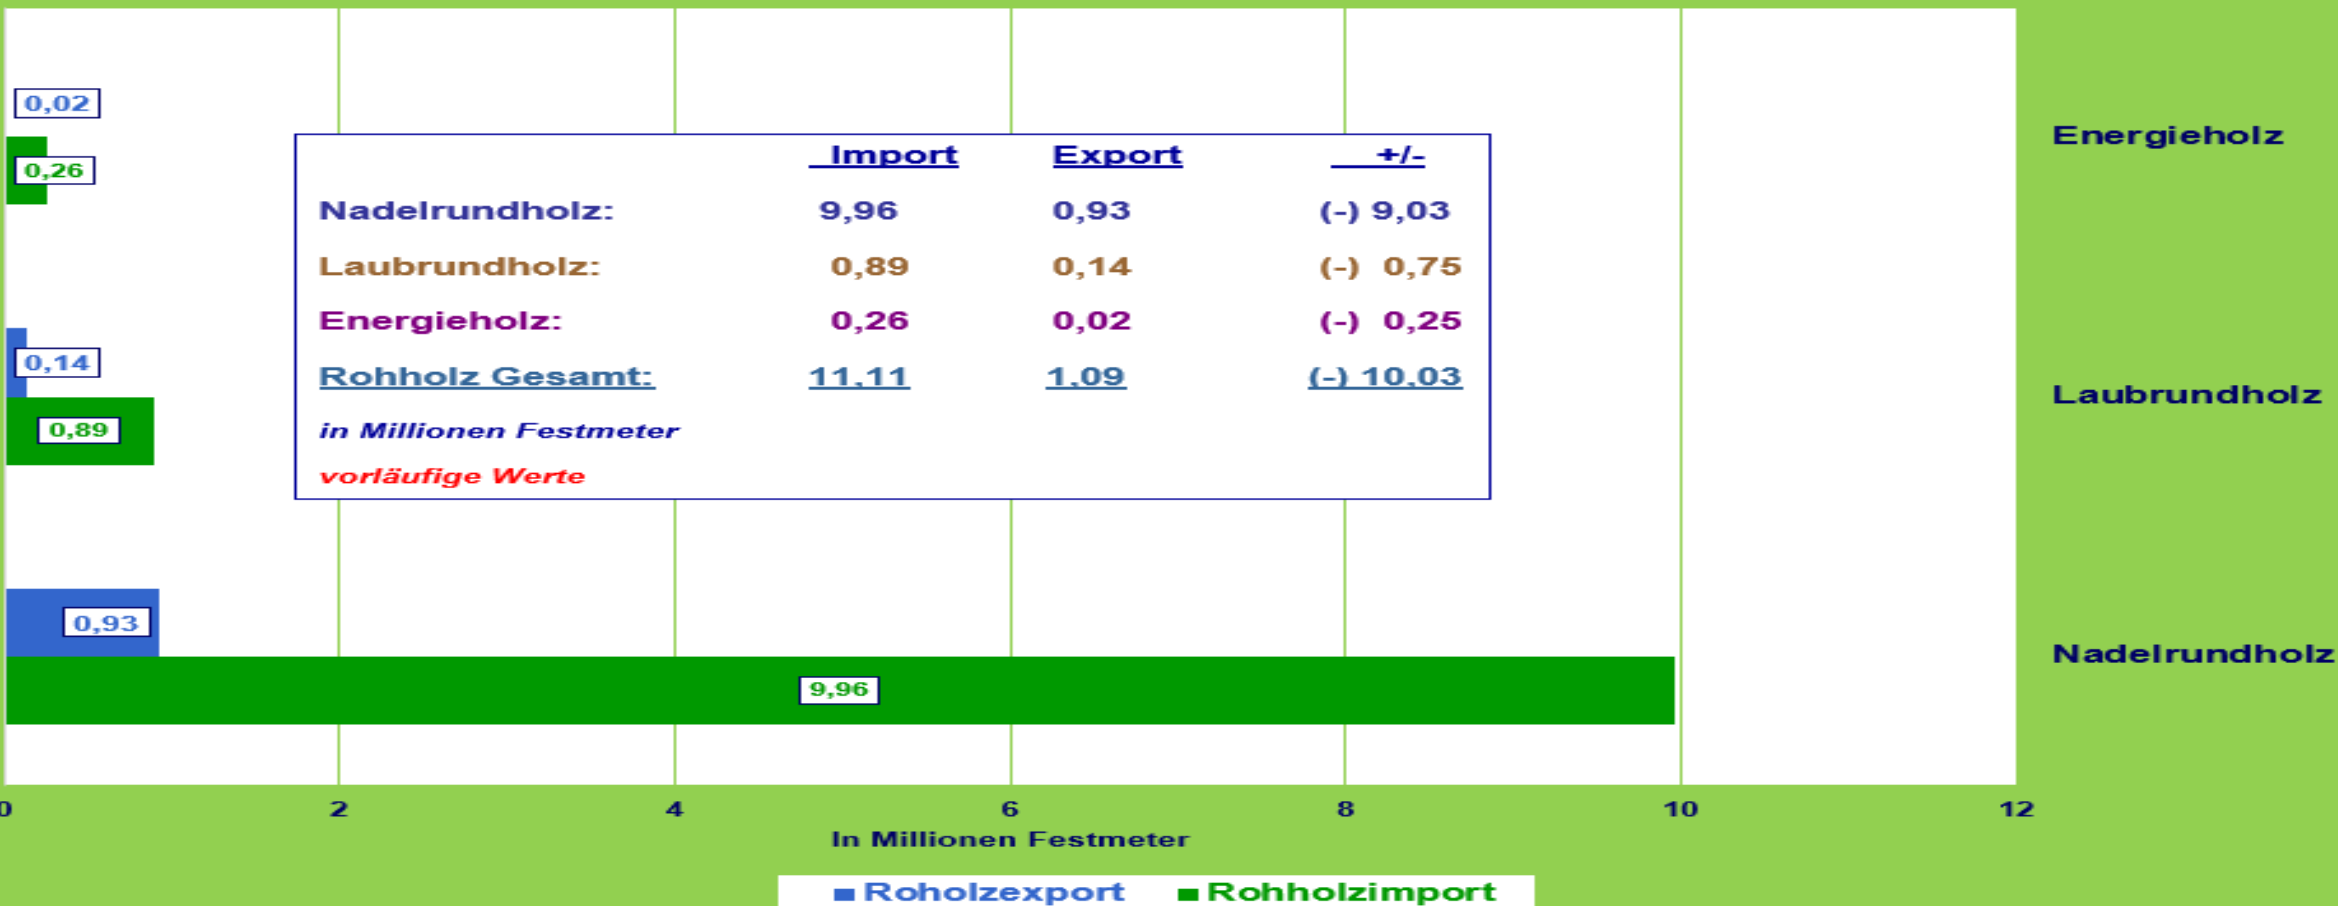 0,02
0,26
Energieholz
Import Export +/-
Nadelrundholz: 9,96 0,93 (-) 9,03
Laubrundholz: 0,89 0,14 (-) 0,75
Energieholz: 0,26 0,02 (-) 0,25
Rohholz Gesamt: 11,11 1,09 (-) 10,03
in Millionen Festmeter
vorläufige Werte
0,14
0,89
Laubrundholz
0,93
9,96
Nadelrundholz
0 2 4 6 8 10 12
In Millionen Festmeter
Roholzexport Rohholzimport